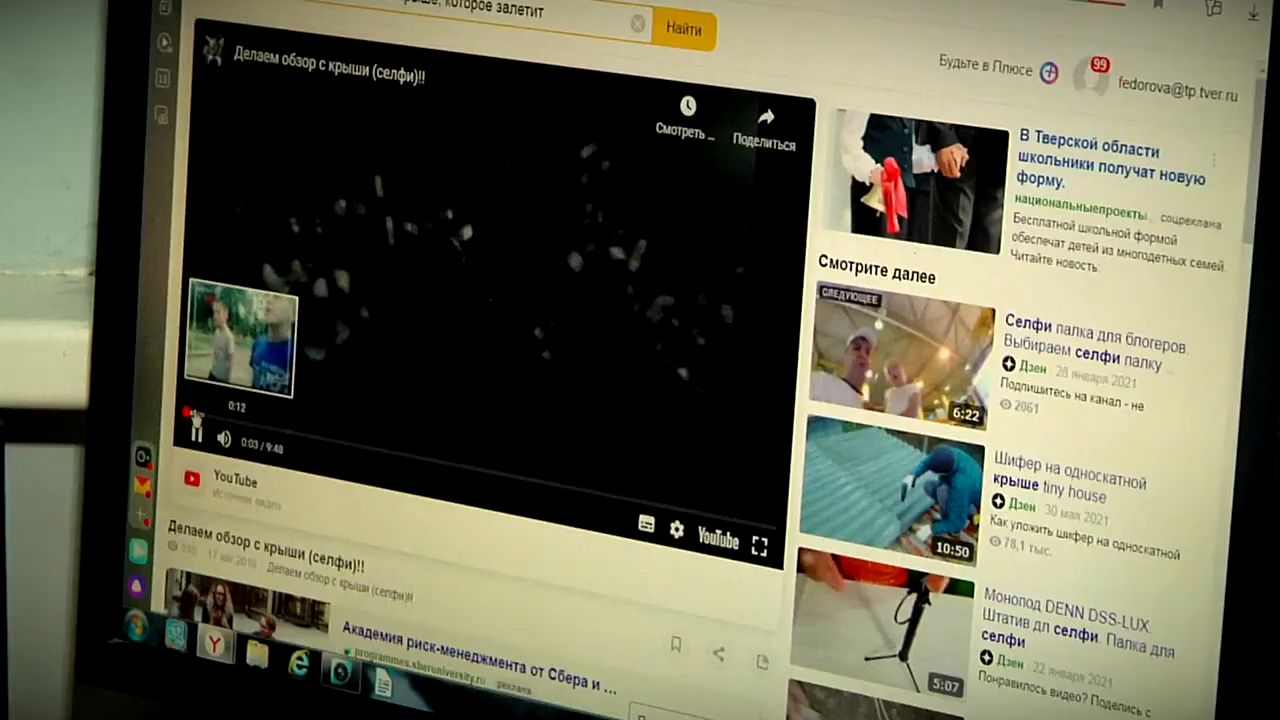 которое залетит
Найти
Делаем обзор с крыши (селфи)!!
Смотреть ...
Поделиться
Будьте в Плюсе
99
fedorova@tp.tver.ru
13
В Тверской области
школьники получат новую
форму.
национальныепроекты..
соцреклама
Бесплатной школьной формой
обеспечат детей из многодетных семей.
Читайте новость.
Смотрите далее
СЛЕДУЮЩЕЕ
6:22
Селфи палка для блогеров.
Выбираем селфи палку ..
Дзен 28 января 2021
Подпишитесь на канал - не
2061
10:50
Шифер на односкатной
крыше tiny house
Дзен 30 мая 2021
Как уложить шифер на односкатной
78,1 тыс.
5:07
Монопод DENN DSS-LUX.
Штатив дл селфи. Палка для
селфи
Дзен 22 января 2021
Понравилось видео? Поделись с
0:12
0:03 / 9:48
YouTube
YouTube
Источник видео
Делаем обзор с крыши (селфи)!!
Делаем обзор с крыши (селфи)!!
Академия риск-менеджмента от Сбера и ...
programmes.sberuniversity.ru реклама